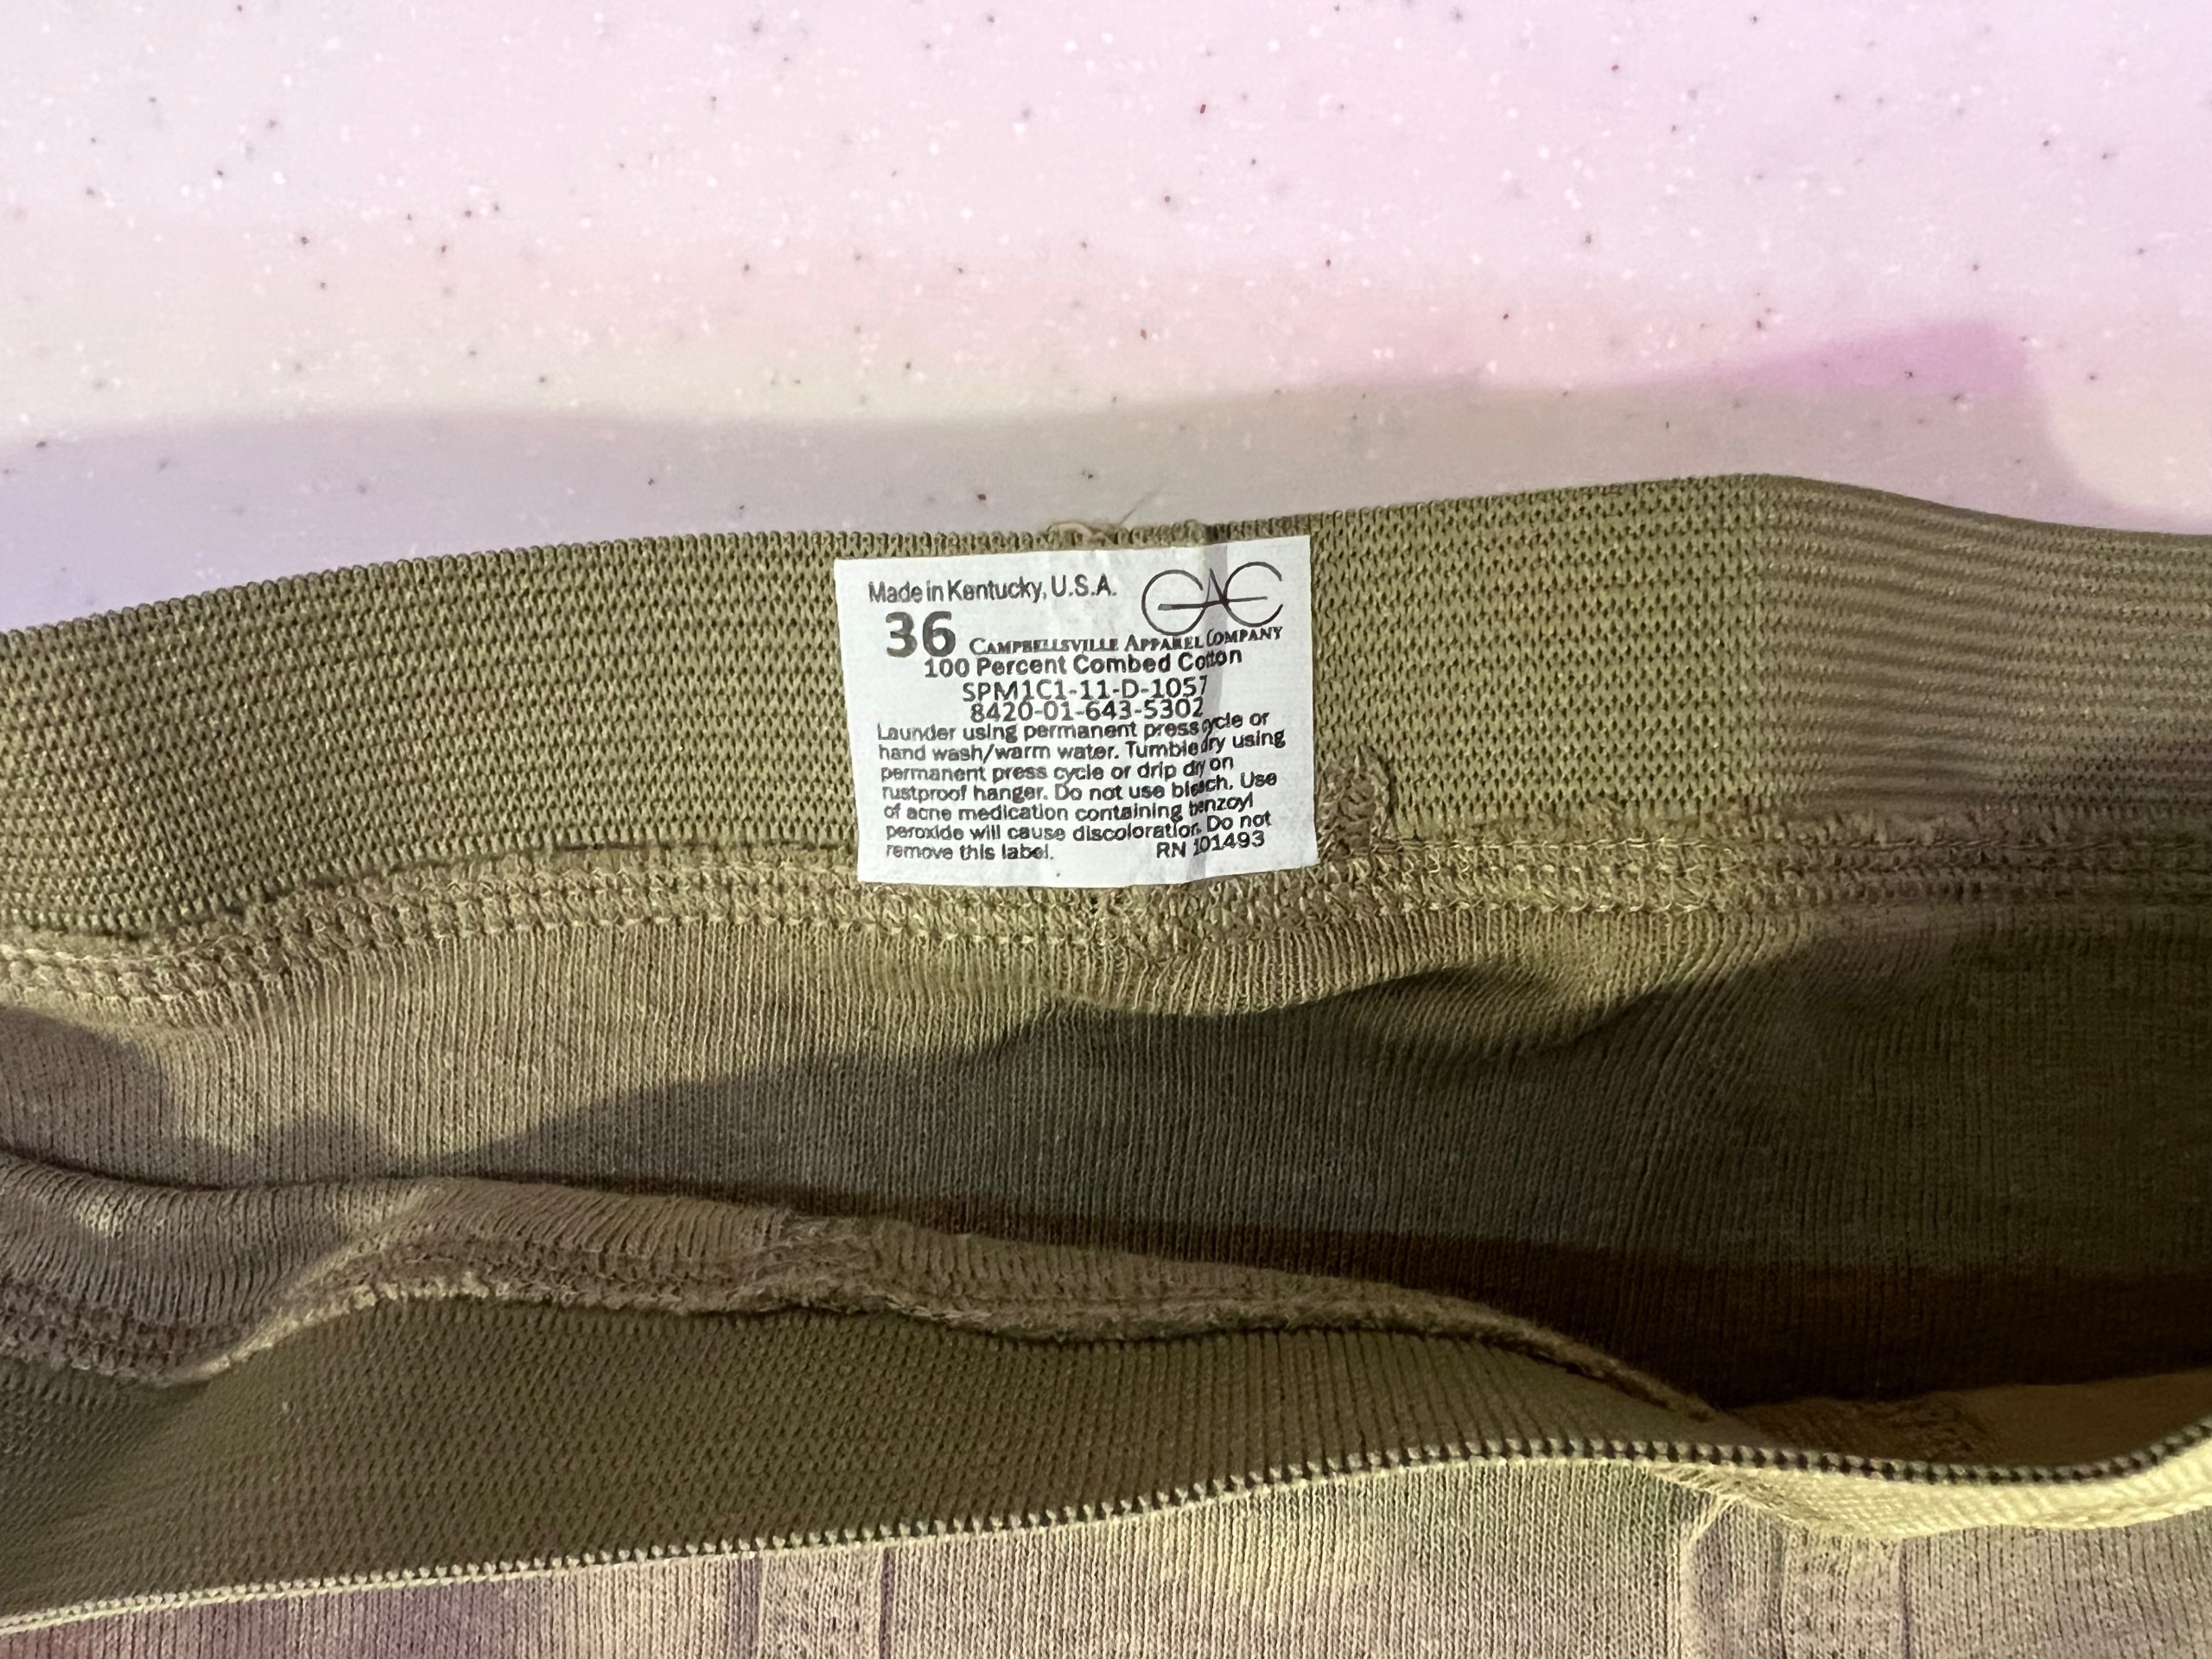 Made in Kentucky, U.S.A.
CAC
36 CAMPBELLSVILLE APPAREL COMPANY
100 Percent Combed Cotton
SPM1C1-11-D-1057
8420-01-643-5302
Launder using permanent press cycle or
hand wash/warm water. Tumble dry using
permanent press cycle or drip dry on
rustproof hanger. Do not use bleach. Use
of acne medication containing benzoyl
peroxide will cause discoloration. Do not
remove this label. RN 101493